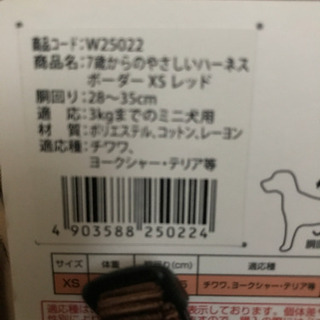 商品コード:W25022
商品名:7歳からのやさしいハーネス
ボーダー XS レッド
胴回り:28～35cm
適 応:3kgまでのミニ犬用
材 質:ポリエステル、コットン、レーヨン
適応種:チワワ、
ヨークシャー・テリア等
4 903588 250224
サイズ 体重 (cm) 適応種
XS チワワ、ヨークシャー・テリア等